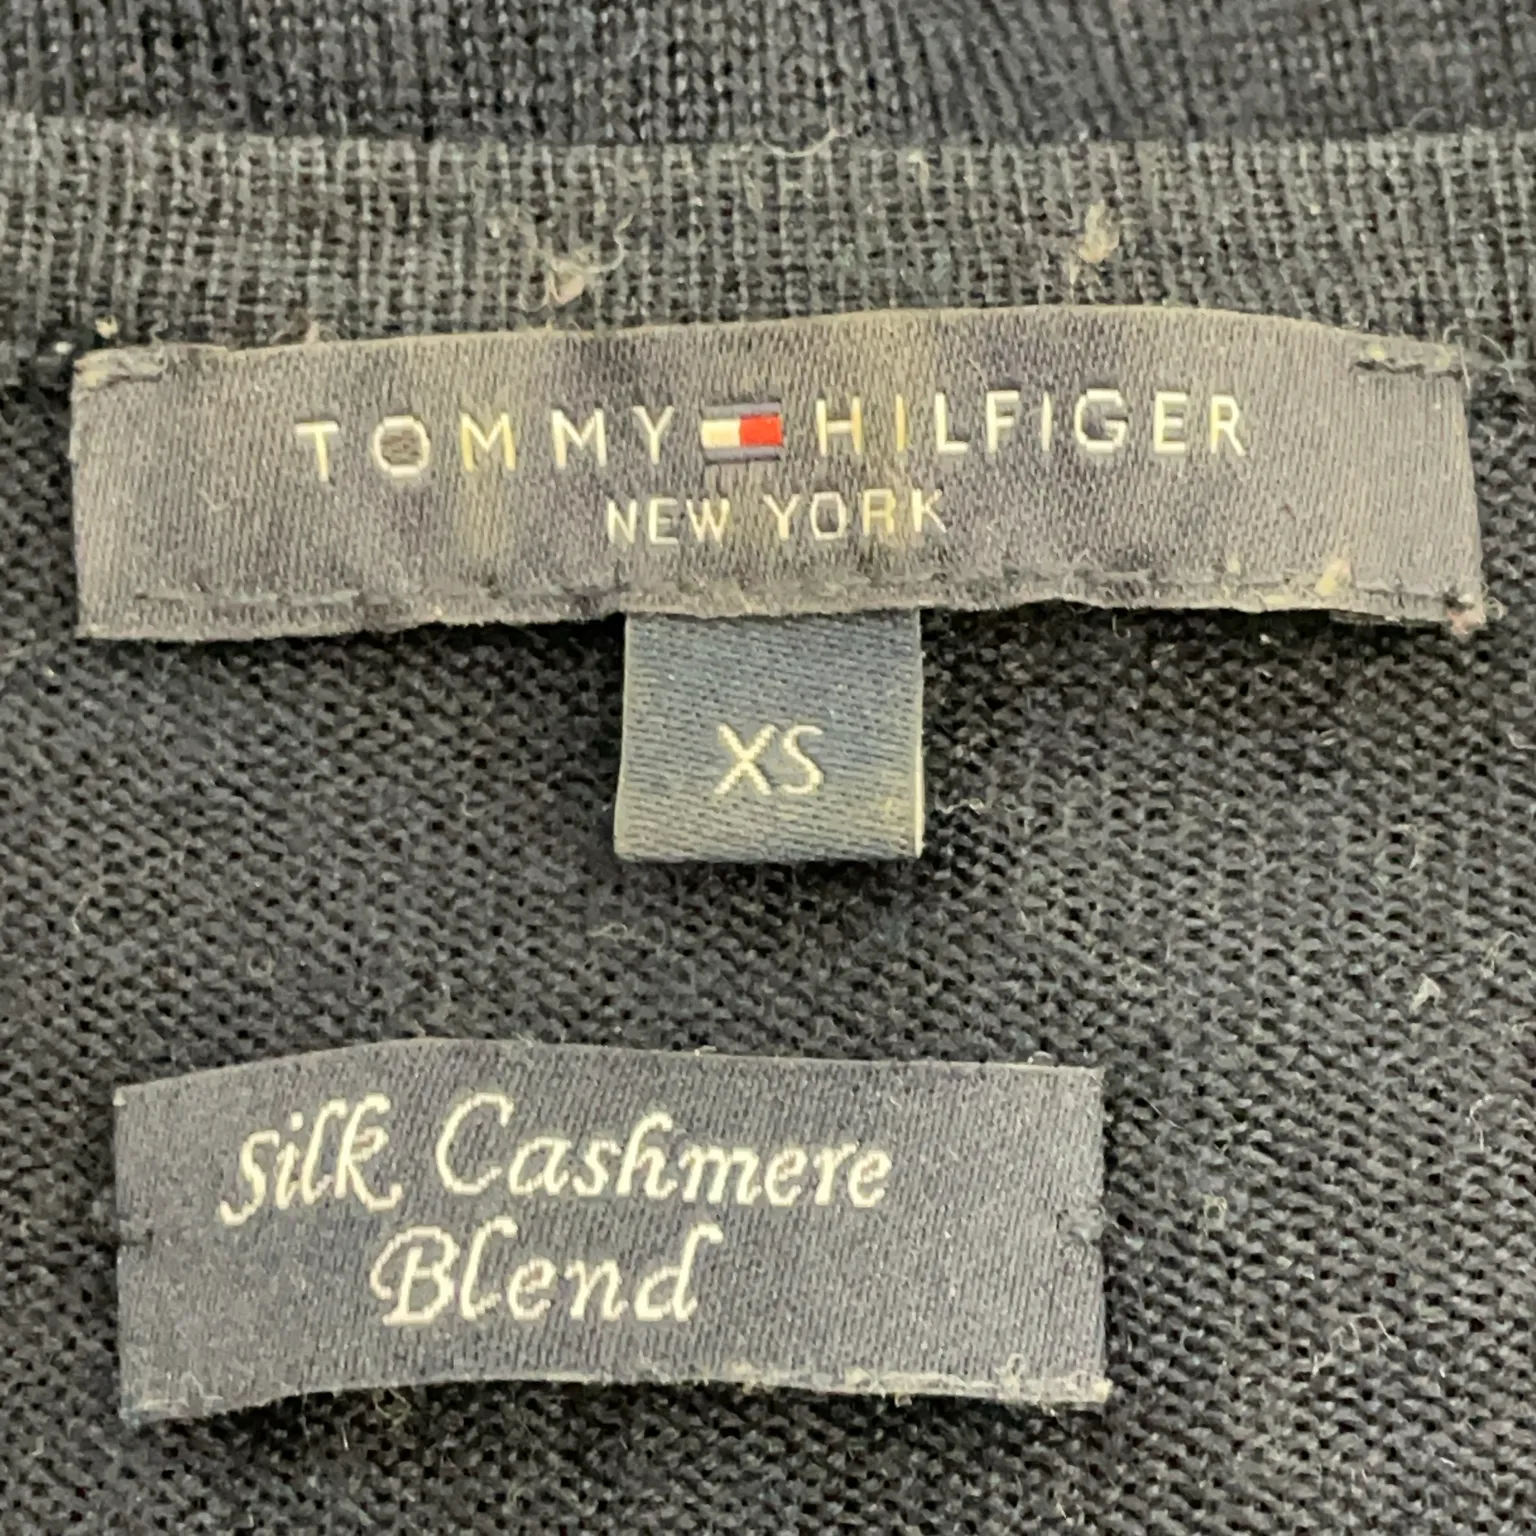 TOMMY HILFIGER
NEW YORK
XS
Silk Cashmere
Blend